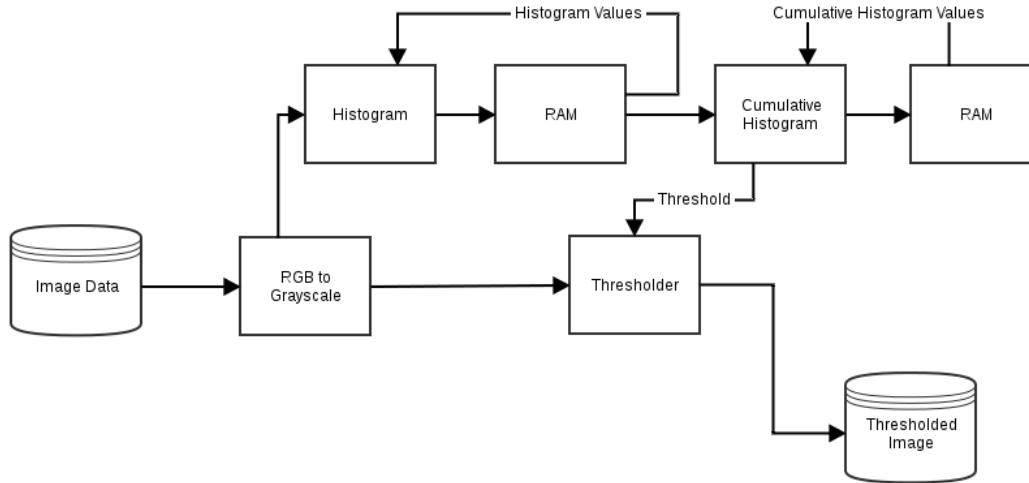 Histogram Values
Cumulative Histogram Values
Histogram
RAM
Cumulative
Histogram
RAM
Threshold
Image Data
RGB to
Grayscale
Thresholder
Thresholded
Image